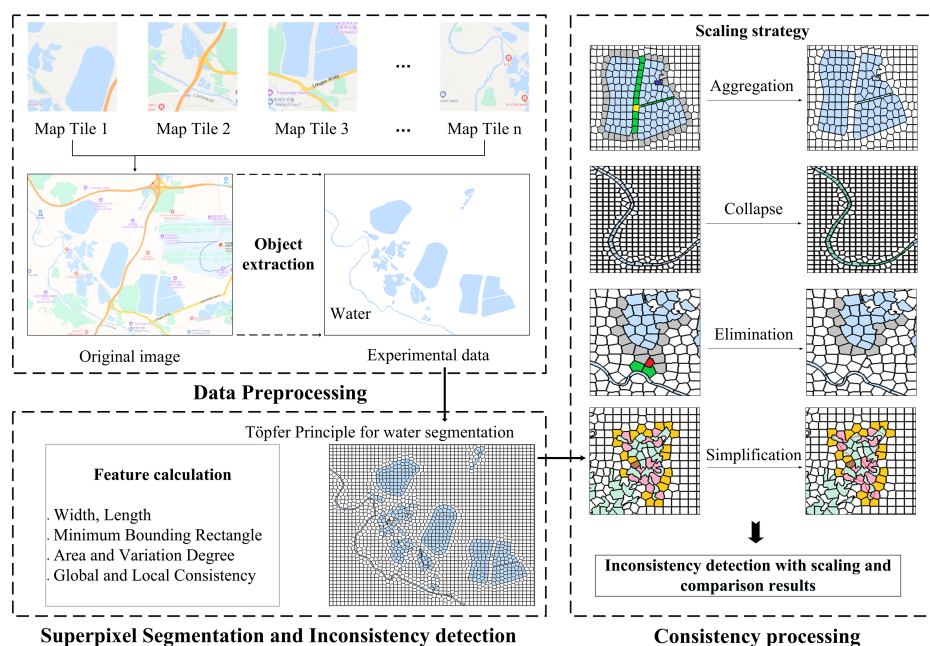 Map Tile 1
Map Tile 2
Map Tile 3
...
...
Map Tile n
Object
extraction
Water
Original image
Experimental data
Data Preprocessing
Töpfer Principle for water segmentation
Feature calculation
. Width, Length
. Minimum Bounding Rectangle
. Area and Variation Degree
. Global and Local Consistency
Superpixel Segmentation and Inconsistency detection
Scaling strategy
Aggregation
Collapse
Elimination
Simplification
Inconsistency detection with scaling and
comparison results
Consistency processing